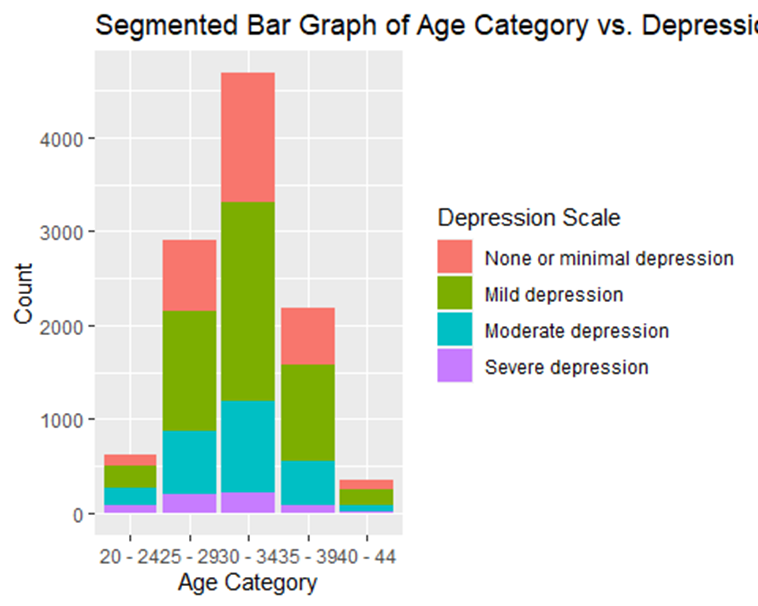 Segmented Bar Graph of Age Category vs. Depressi
Count
4000
3000
2000
1000
0
20 - 2425 - 2930 - 3435 - 3940 - 44
Age Category
Depression Scale
None or minimal depression
Mild depression
Moderate depression
Severe depression